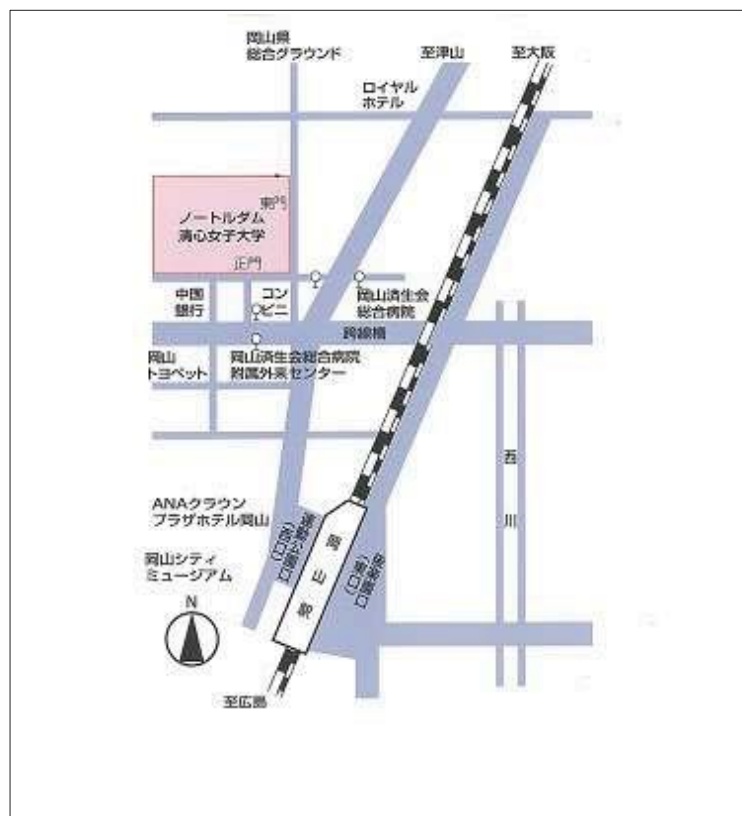 岡山県
総合グラウンド
至津山
至大阪
ロイヤル
ホテル
東門
ノートルダム
清心女子大学
正門
中国
銀行
コン
ビニ
岡山済生会
総合病院
跨線橋
岡山
トヨペット
岡山済生会総合病院
附属外来センター
西川
ANAクラウン
プラザホテル岡山
運動公園口
(西口)
岡山駅
後楽園口
(東口)
岡山シティ
ミュージアム
N
至広島